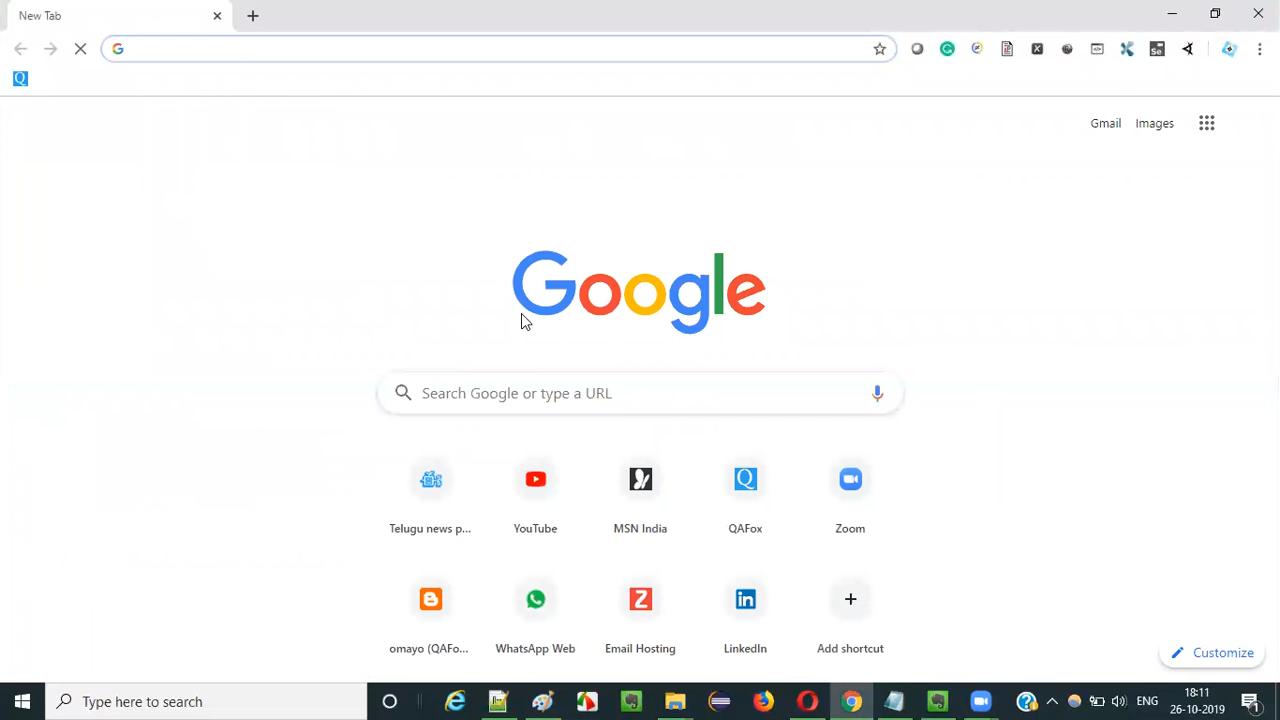 New Tab
Q
Gmail Images
Google
Search Google or type a URL
Telugu news p... YouTube MSN India QAFox Zoom
omayo (QAFo... WhatsApp Web Email Hosting LinkedIn Add shortcut
Customize
Type here to search
ENG
18:11
26-10-2019